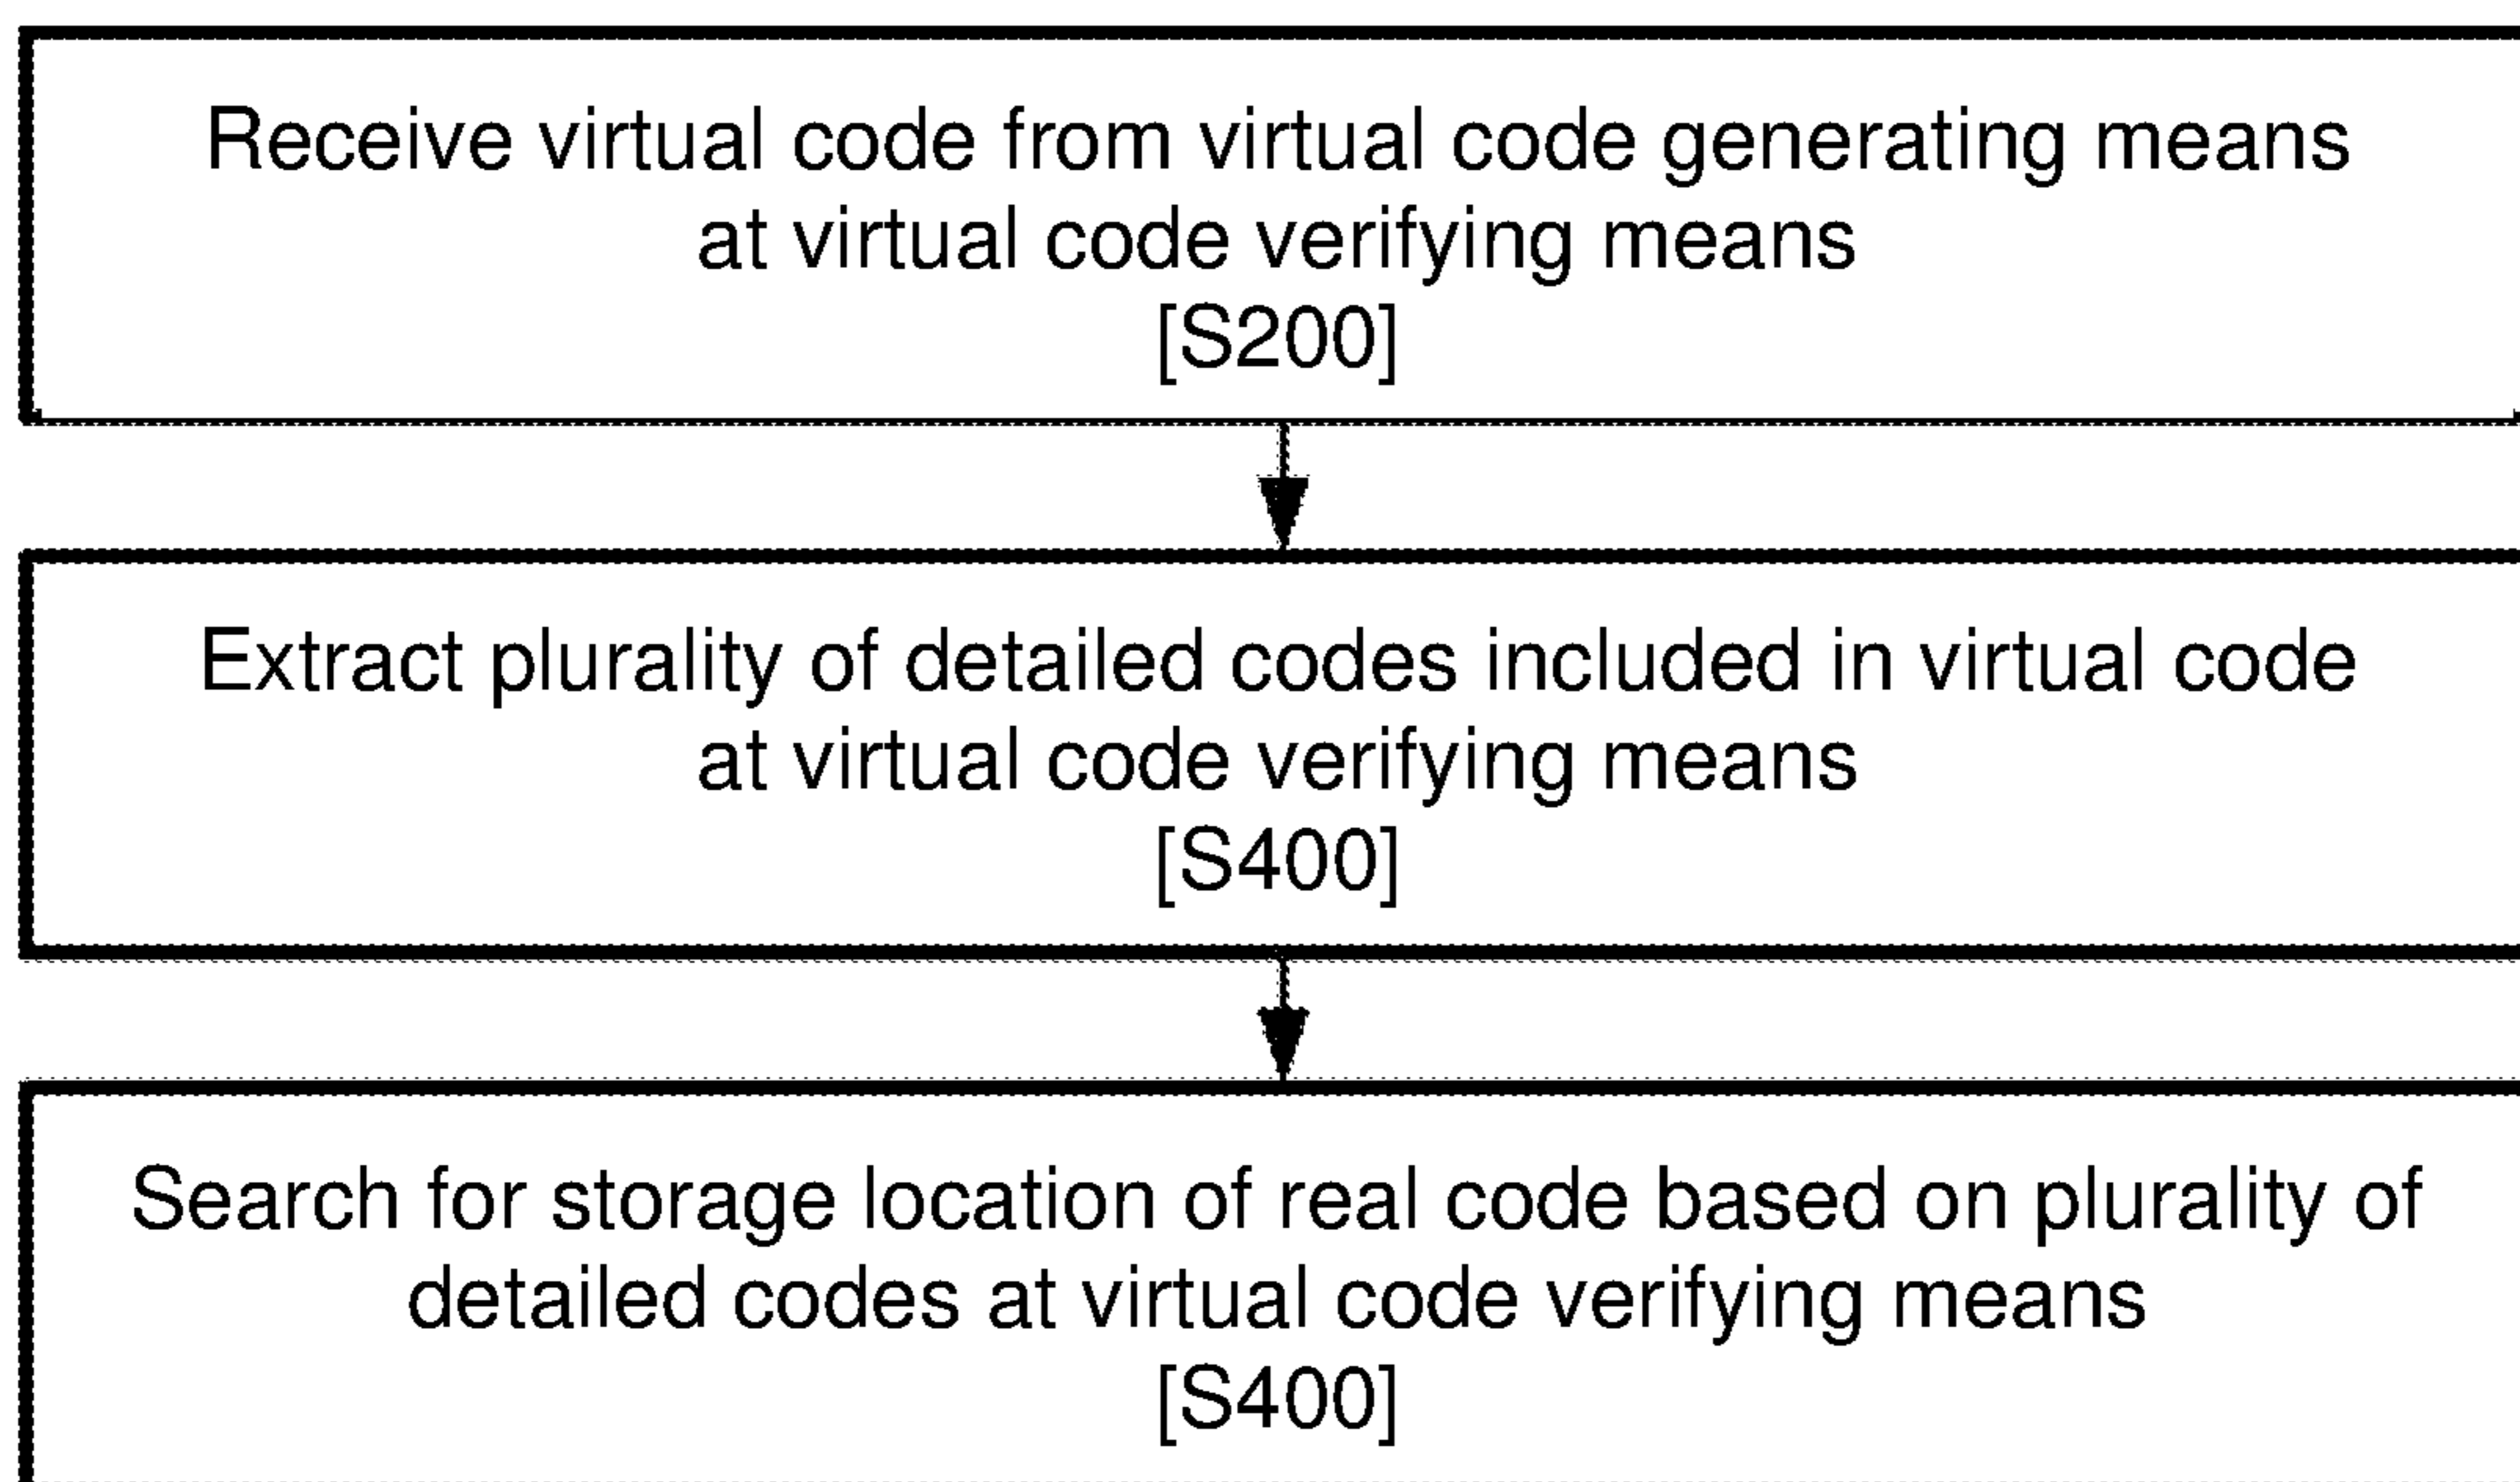 Receive virtual code from virtual code generating means
at virtual code verifying means
[S200]
Extract plurality of detailed codes included in virtual code
at virtual code verifying means
[S400]
Search for storage location of real code based on plurality of
detailed codes at virtual code verifying means
[S400]